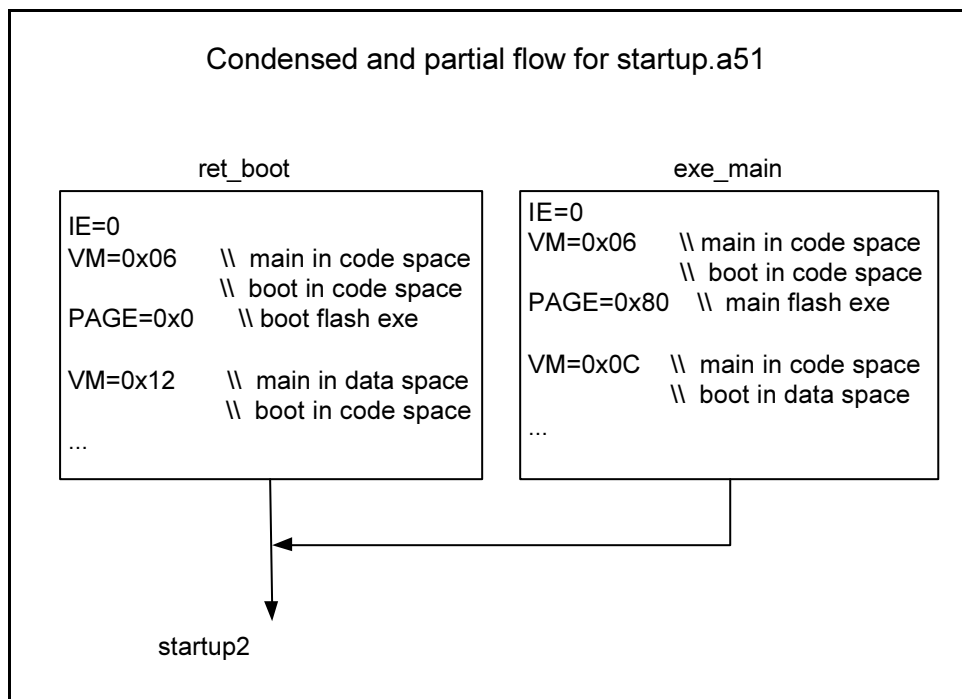 Condensed and partial flow for startup.a51
ret_boot
IE=0
VM=0x06 \\ main in code space
\\ boot in code space
PAGE=0x0 \\ boot flash exe
VM=0x12 \\ main in data space
\\ boot in code space
...
exe_main
IE=0
VM=0x06 \\ main in code space
\\ boot in code space
PAGE=0x80 \\ main flash exe
VM=0x0C \\ main in code space
\\ boot in data space
...
startup2